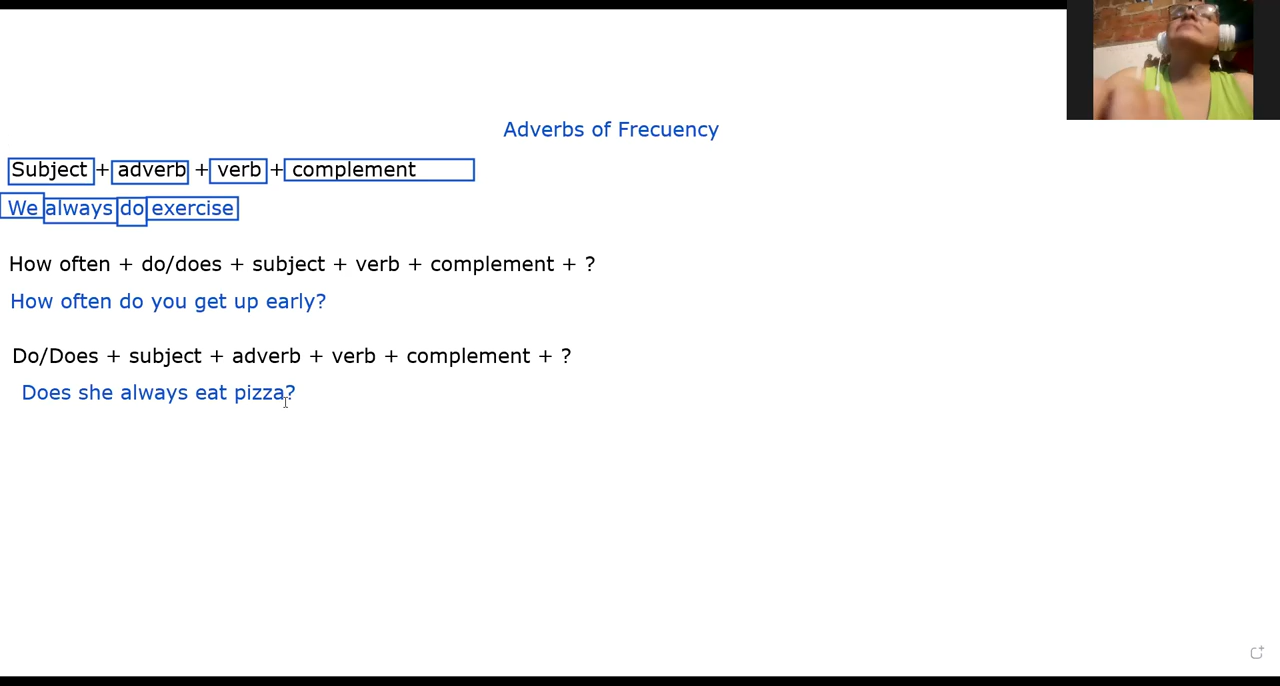 Adverbs of Frecuency
Subject + adverb + verb + complement
We always do exercise
How often + do/does + subject + verb + complement + ?
How often do you get up early?
Do/Does + subject + adverb + verb + complement + ?
Does she always eat pizza?